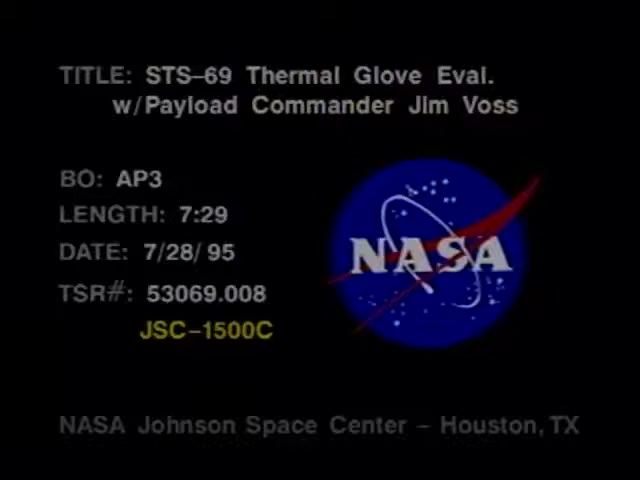 TITLE: STS-69 Thermal Glove Eval.
w/Payload Commander Jim Voss
BO: AP3
LENGTH: 7:29
DATE: 7/28/95
NASA
TSR#: 53069.008
JSC-1500C
NASA Johnson Space Center - Houston, TX